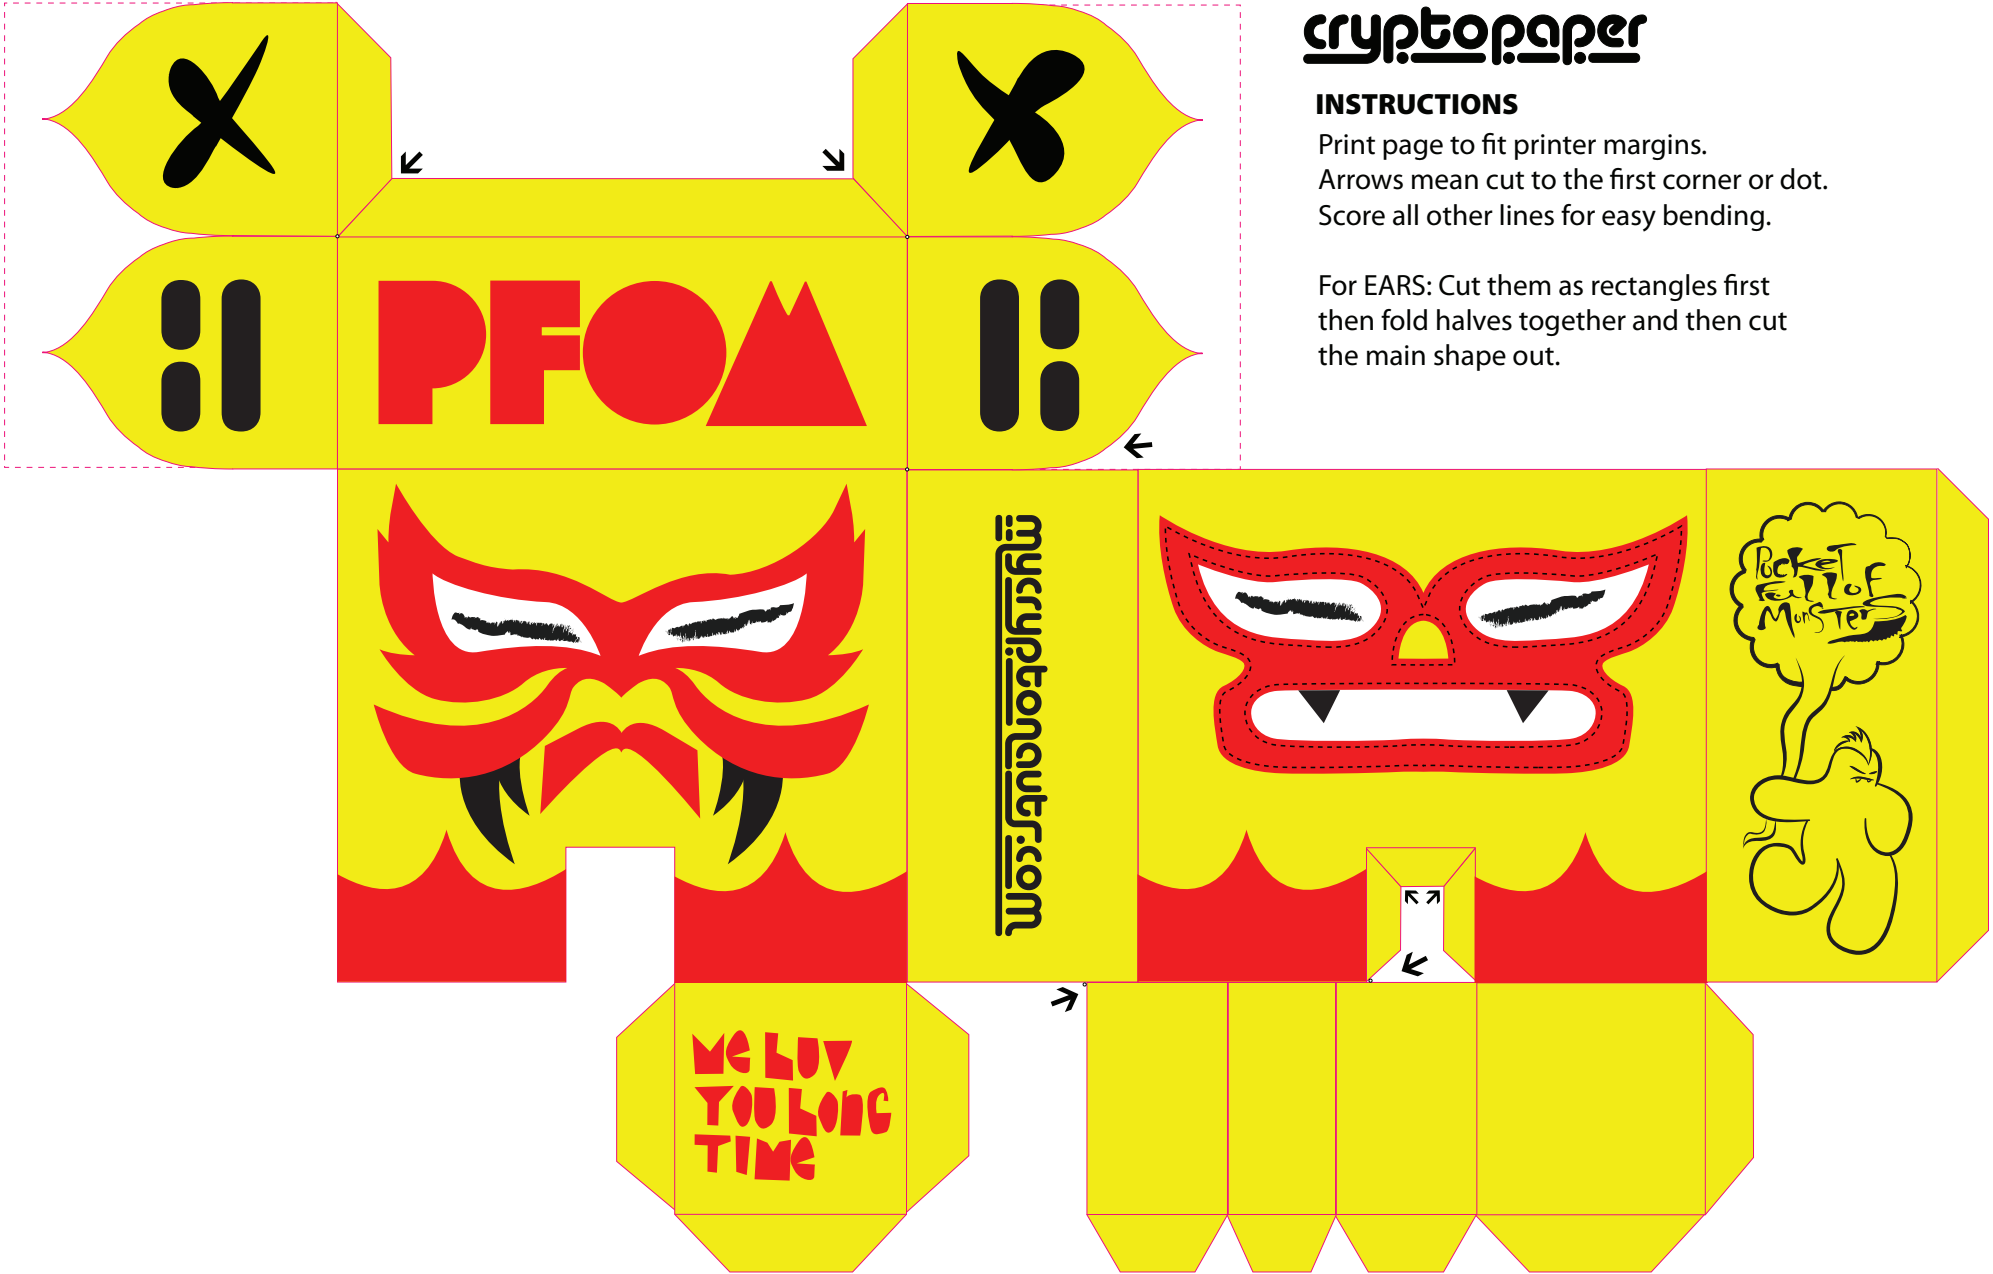 cryptopaper
INSTRUCTIONS
Print page to fit printer margins.
Arrows mean cut to the first corner or dot.
Score all other lines for easy bending.
For EARS: Cut them as rectangles first
then fold halves together and then cut
the main shape out.
PFOM
mycryptonauts.com
POCKET
FULL OF
MONSTERS
ME LUV
YOU LONG
TIME